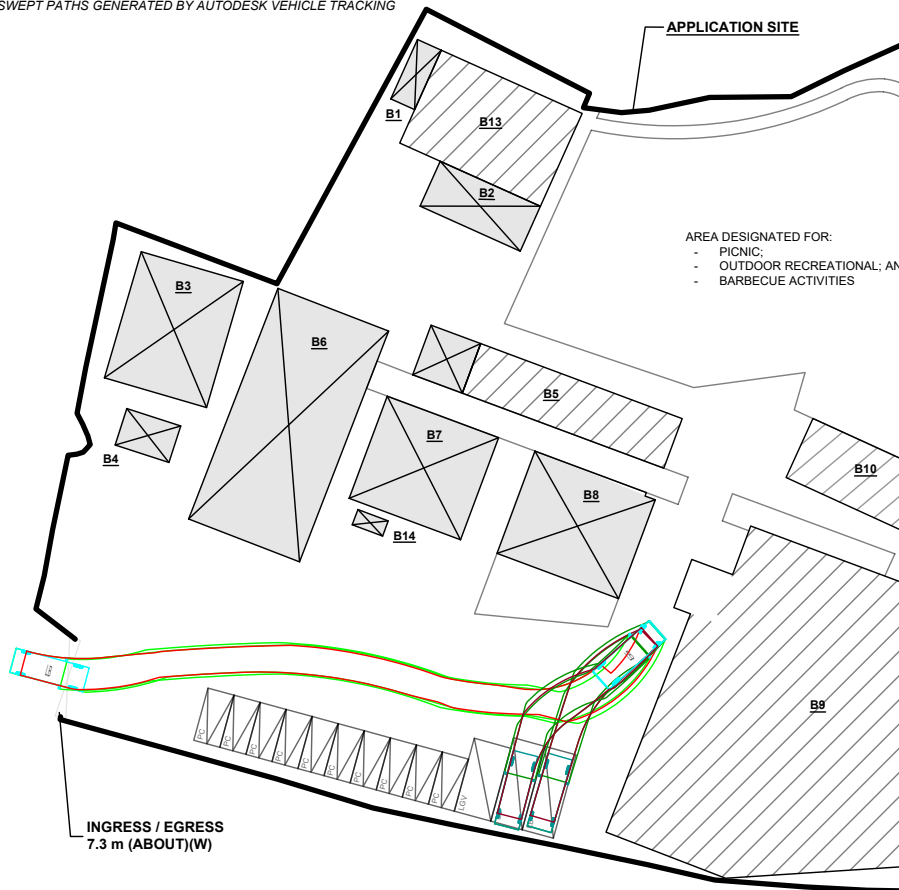 SWEPT PATHS GENERATED BY AUTODESK VEHICLE TRACKING
APPLICATION SITE
B1
B13
B2
AREA DESIGNATED FOR:
- PICNIC;
- OUTDOOR RECREATIONAL; AN
- BARBECUE ACTIVITIES
B3
B6
B5
B4
B7
B10
B8
B14
B9
PC
PC
PC
PC
PC
PC
PC
PC
PC
LGV
INGRESS / EGRESS
7.3 m (ABOUT)(W)